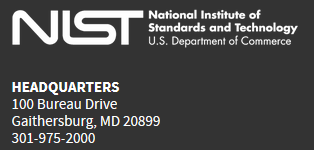 NIST
National Institute of
Standards and Technology
U.S. Department of Commerce
HEADQUARTERS
100 Bureau Drive
Gaithersburg, MD 20899
301-975-2000